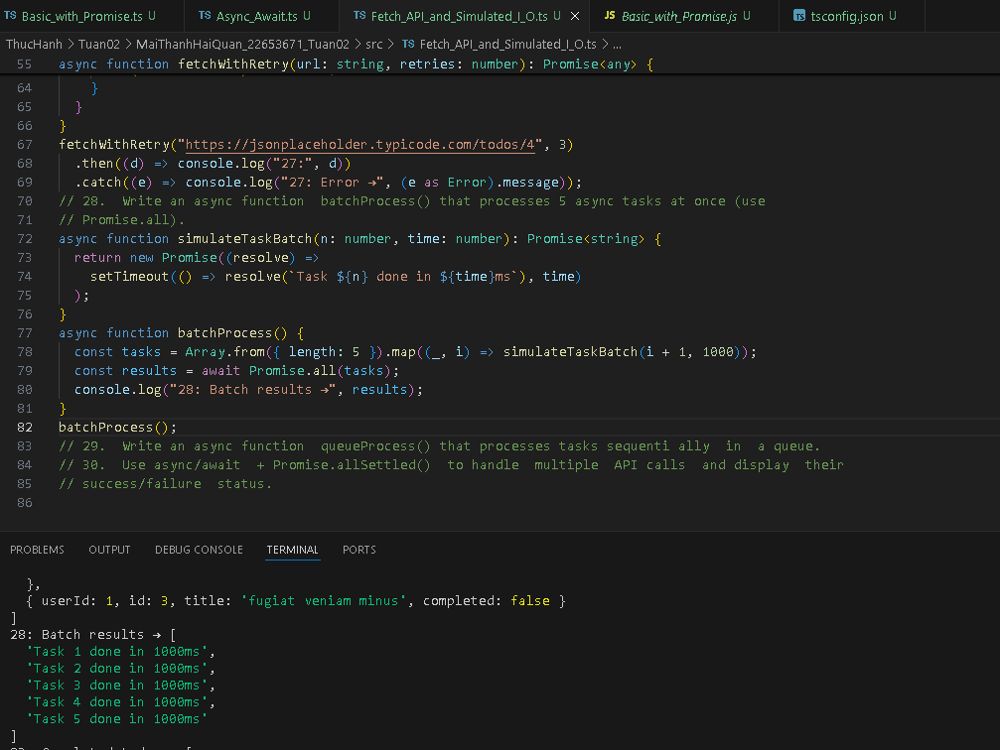 TS Basic_with_Promise.ts U TS Async_Await.ts U TS Fetch_API_and_Simulated_I_O.ts U × JS Basic_with_Promise.js U TS tsconfig.json U
ThucHanh > Tuan02 > MaiThanhHaiQuan_22653671_Tuan02 > src > TS Fetch_API_and_Simulated_I_O.ts > ...
55 async function fetchWithRetry(url: string, retries: number): Promise<any> {
64 }
65 }
66 }
67 fetchWithRetry("https://jsonplaceholder.typicode.com/todos/4", 3)
68 .then((d) => console.log("27:", d))
69 .catch((e) => console.log("27: Error →", (e as Error).message));
70 // 28.  Write an async function  batchProcess() that processes 5 async tasks at once (use
71 // Promise.all).
72 async function simulateTaskBatch(n: number, time: number): Promise<string> {
73 return new Promise((resolve) =>
74 setTimeout(() => resolve(`Task ${n} done in ${time}ms`), time)
75 );
76 }
77 async function batchProcess() {
78 const tasks = Array.from({ length: 5 }).map((_, i) => simulateTaskBatch(i + 1, 1000));
79 const results = await Promise.all(tasks);
80 console.log("28: Batch results →", results);
81 }
82 batchProcess();
83 // 29.  Write an async function  queueProcess() that processes tasks sequenti ally  in  a queue.
84 // 30.  Use async/await  + Promise.allSettled()  to handle  multiple  API calls  and display  their
85 // success/failure  status.
86
PROBLEMS OUTPUT DEBUG CONSOLE TERMINAL PORTS
},
{ userId: 1, id: 3, title: 'fugiat veniam minus', completed: false }
]
28: Batch results → [
'Task 1 done in 1000ms',
'Task 2 done in 1000ms',
'Task 3 done in 1000ms',
'Task 4 done in 1000ms',
'Task 5 done in 1000ms'
]